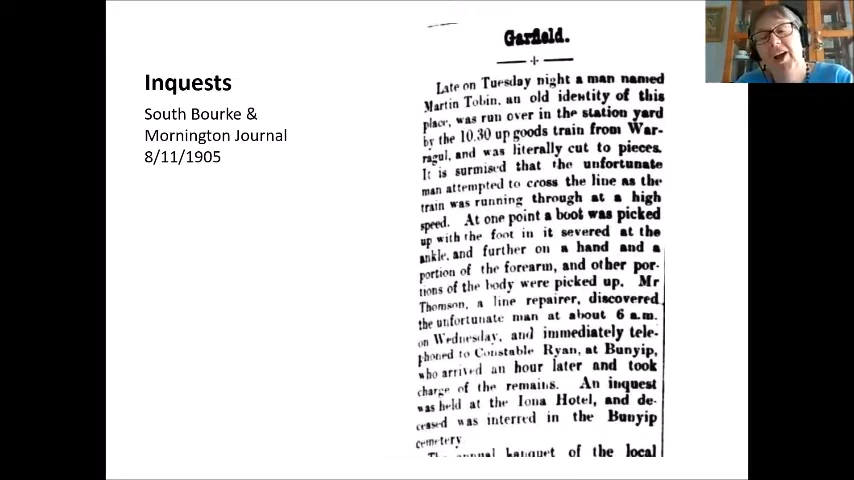 Inquests
South Bourke &
Mornington Journal
8/11/1905
Garfield.
Late on Tuesday night a man named
Martin Tobin, an old identity of this
place, was run over in the station yard
by the 10.30 up goods train from War-
ragul, and was literally cut to pieces.
It is surmised that the unfortunate
man attempted to cross the line as the
train was running through at a high
speed. At one point a boot was picked
up with the foot in it severed at the
ankle, and further on a hand and a
portion of the forearm, and other por-
tions of the body were picked up. Mr
Thomson, a line repairer, discovered
the unfortunate man at about 6 a.m.
on Wednesday, and immediately tele-
phoned to Constable Ryan, at Bunyip,
who arrived an hour later and took
charge of the remains. An inquest
was held at the Iona Hotel, and de-
ceased was interred in the Bunyip
cemetery.
The annual banquet of the local